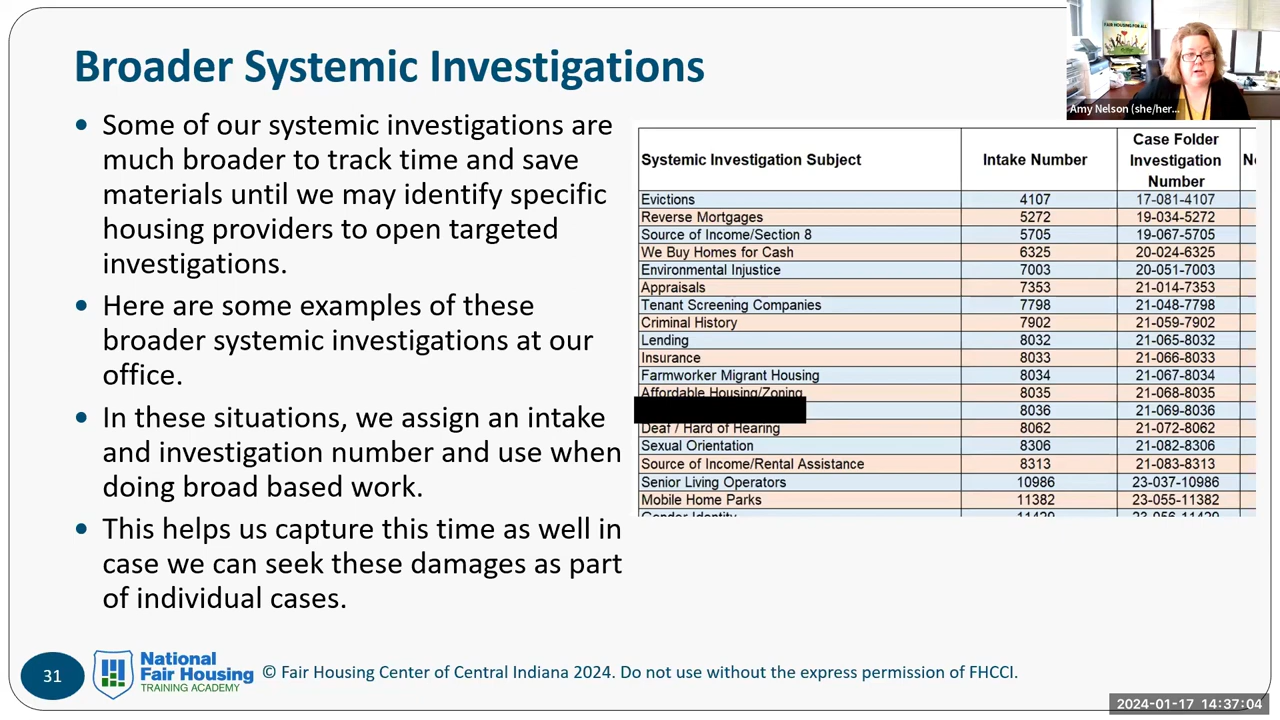 Broader Systemic Investigations
• Some of our systemic investigations are
much broader to track time and save
materials until we may identify specific
housing providers to open targeted
investigations.
• Here are some examples of these
broader systemic investigations at our
office.
• In these situations, we assign an intake
and investigation number and use when
doing broad based work.
• This helps us capture this time as well in
case we can seek these damages as part
of individual cases.
FAIR HOUSING FOR ALL
Amy Nelson (she/her...
Systemic Investigation Subject Intake Number Case Folder Investigation Number
Evictions 4107 17-081-4107
Reverse Mortgages 5272 19-034-5272
Source of Income/Section 8 5705 19-067-5705
We Buy Homes for Cash 6325 20-024-6325
Environmental Injustice 7003 20-051-7003
Appraisals 7353 21-014-7353
Tenant Screening Companies 7798 21-048-7798
Criminal History 7902 21-059-7902
Lending 8032 21-065-8032
Insurance 8033 21-066-8033
Farmworker Migrant Housing 8034 21-067-8034
Affordable Housing/Zoning 8035 21-068-8035
8036 21-069-8036
Deaf / Hard of Hearing 8062 21-072-8062
Sexual Orientation 8306 21-082-8306
Source of Income/Rental Assistance 8313 21-083-8313
Senior Living Operators 10986 23-037-10986
Mobile Home Parks 11382 23-055-11382
Gender Identity
31
National
Fair Housing
TRAINING ACADEMY
© Fair Housing Center of Central Indiana 2024. Do not use without the express permission of FHCCI.
2024-01-17 14:37:04